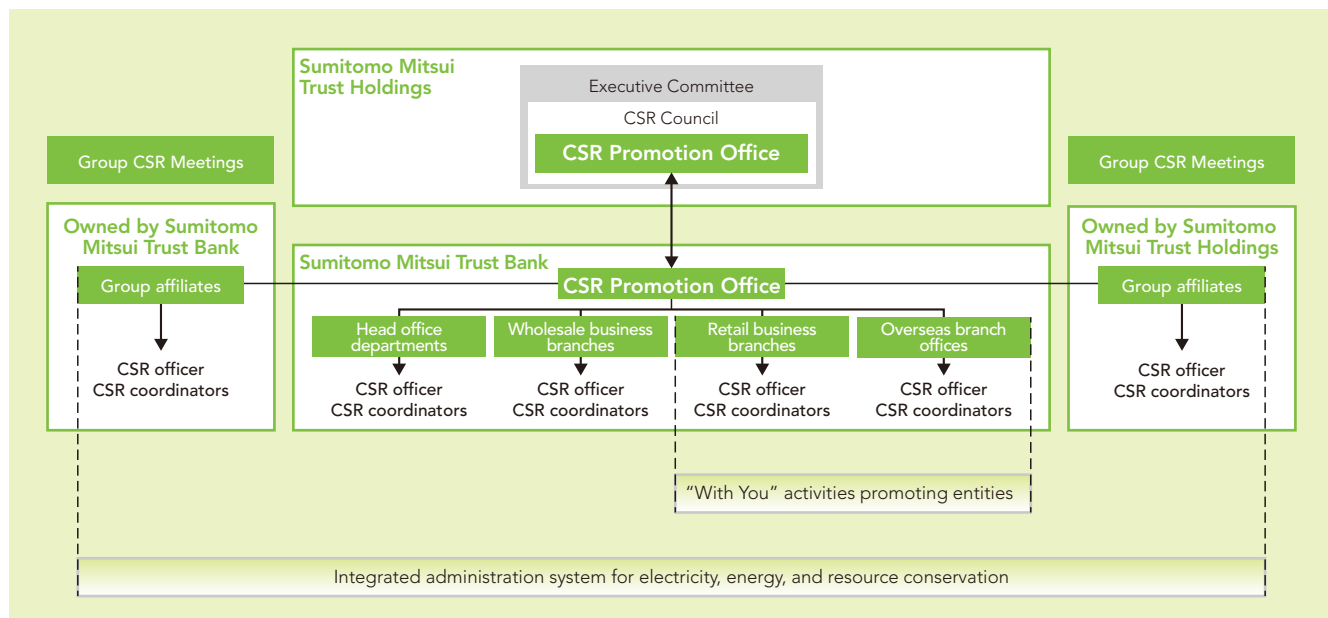 Sumitomo Mitsui
Trust Holdings
Executive Committee
CSR Council
CSR Promotion Office
Group CSR Meetings
Group CSR Meetings
Owned by Sumitomo
Mitsui Trust Bank
Group affiliates
CSR officer
CSR coordinators
Sumitomo Mitsui Trust Bank
CSR Promotion Office
Head office
departments
CSR officer
CSR coordinators
Wholesale business
branches
CSR officer
CSR coordinators
Retail business
branches
CSR officer
CSR coordinators
Overseas branch
offices
CSR officer
CSR coordinators
Owned by Sumitomo
Mitsui Trust Holdings
Group affiliates
CSR officer
CSR coordinators
“With You” activities promoting entities
Integrated administration system for electricity, energy, and resource conservation